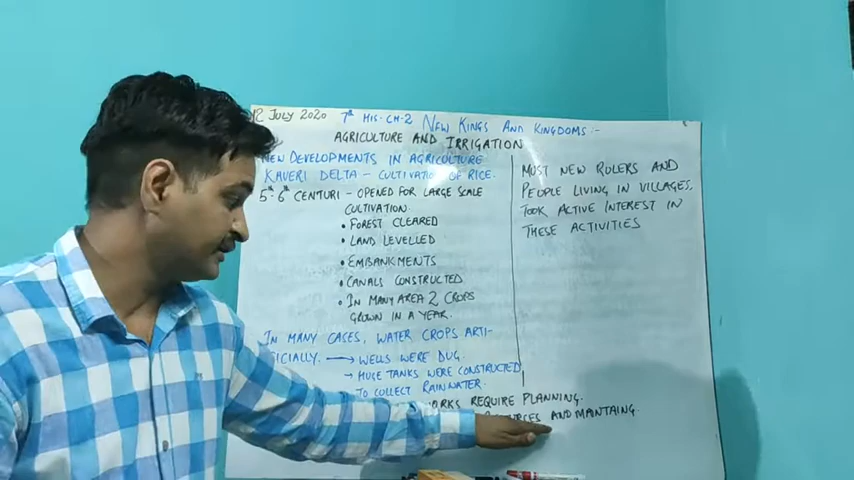 12 July 2020 7th His. Ch-2 New Kings And Kingdoms:-
Agriculture and Irrigation
New Developments in Agriculture
Kaveri Delta - Cultivation of Rice.
5th - 6th Centuri - Opened for Large Scale
Cultivation
• Forest Cleared
• Land Levelled
• Embankments
• Canals Constructed
• In Many Area 2 Crops
Grown in a Year.
In Many Cases, Water Crops Arti-
ficially. → Wells Were Dug.
→ Huge Tanks Were Constructed
To Collect Rainwater.
Works Require Planning.
and Maintaing.
Most New Rulers and
People Living in Villages,
Took Active Interest in
These Activities